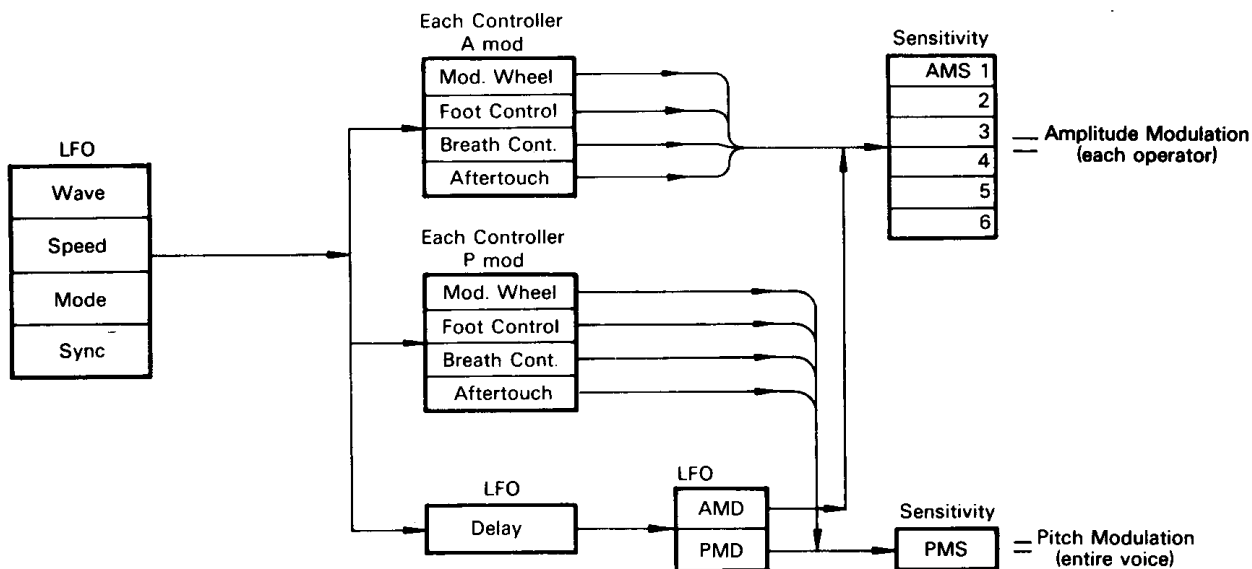 Each Controller
A mod
Mod. Wheel
Foot Control
Breath Cont.
Aftertouch
Sensitivity
AMS 1
2
3
4
5
6
= Amplitude Modulation
(each operator)
LFO
Wave
Speed
Mode
Sync
Each Controller
P mod
Mod. Wheel
Foot Control
Breath Cont.
Aftertouch
LFO
Delay
LFO
AMD
PMD
Sensitivity
PMS
= Pitch Modulation
(entire voice)